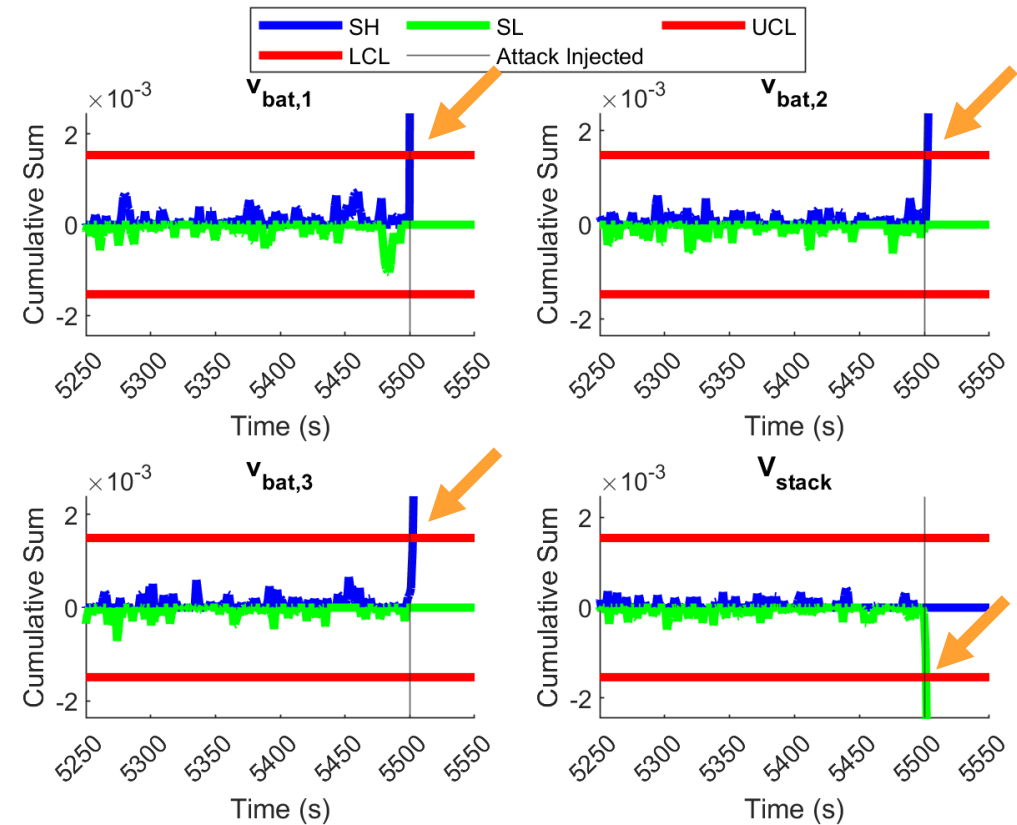 SH SL UCL
LCL Attack Injected
v_bat,1
×10^-3
Cumulative Sum
2
0
-2
5250 5300 5350 5400 5450 5500 5550
Time (s)
v_bat,2
×10^-3
Cumulative Sum
2
0
-2
5250 5300 5350 5400 5450 5500 5550
Time (s)
v_bat,3
×10^-3
Cumulative Sum
2
0
-2
5250 5300 5350 5400 5450 5500 5550
Time (s)
V_stack
×10^-3
Cumulative Sum
2
0
-2
5250 5300 5350 5400 5450 5500 5550
Time (s)